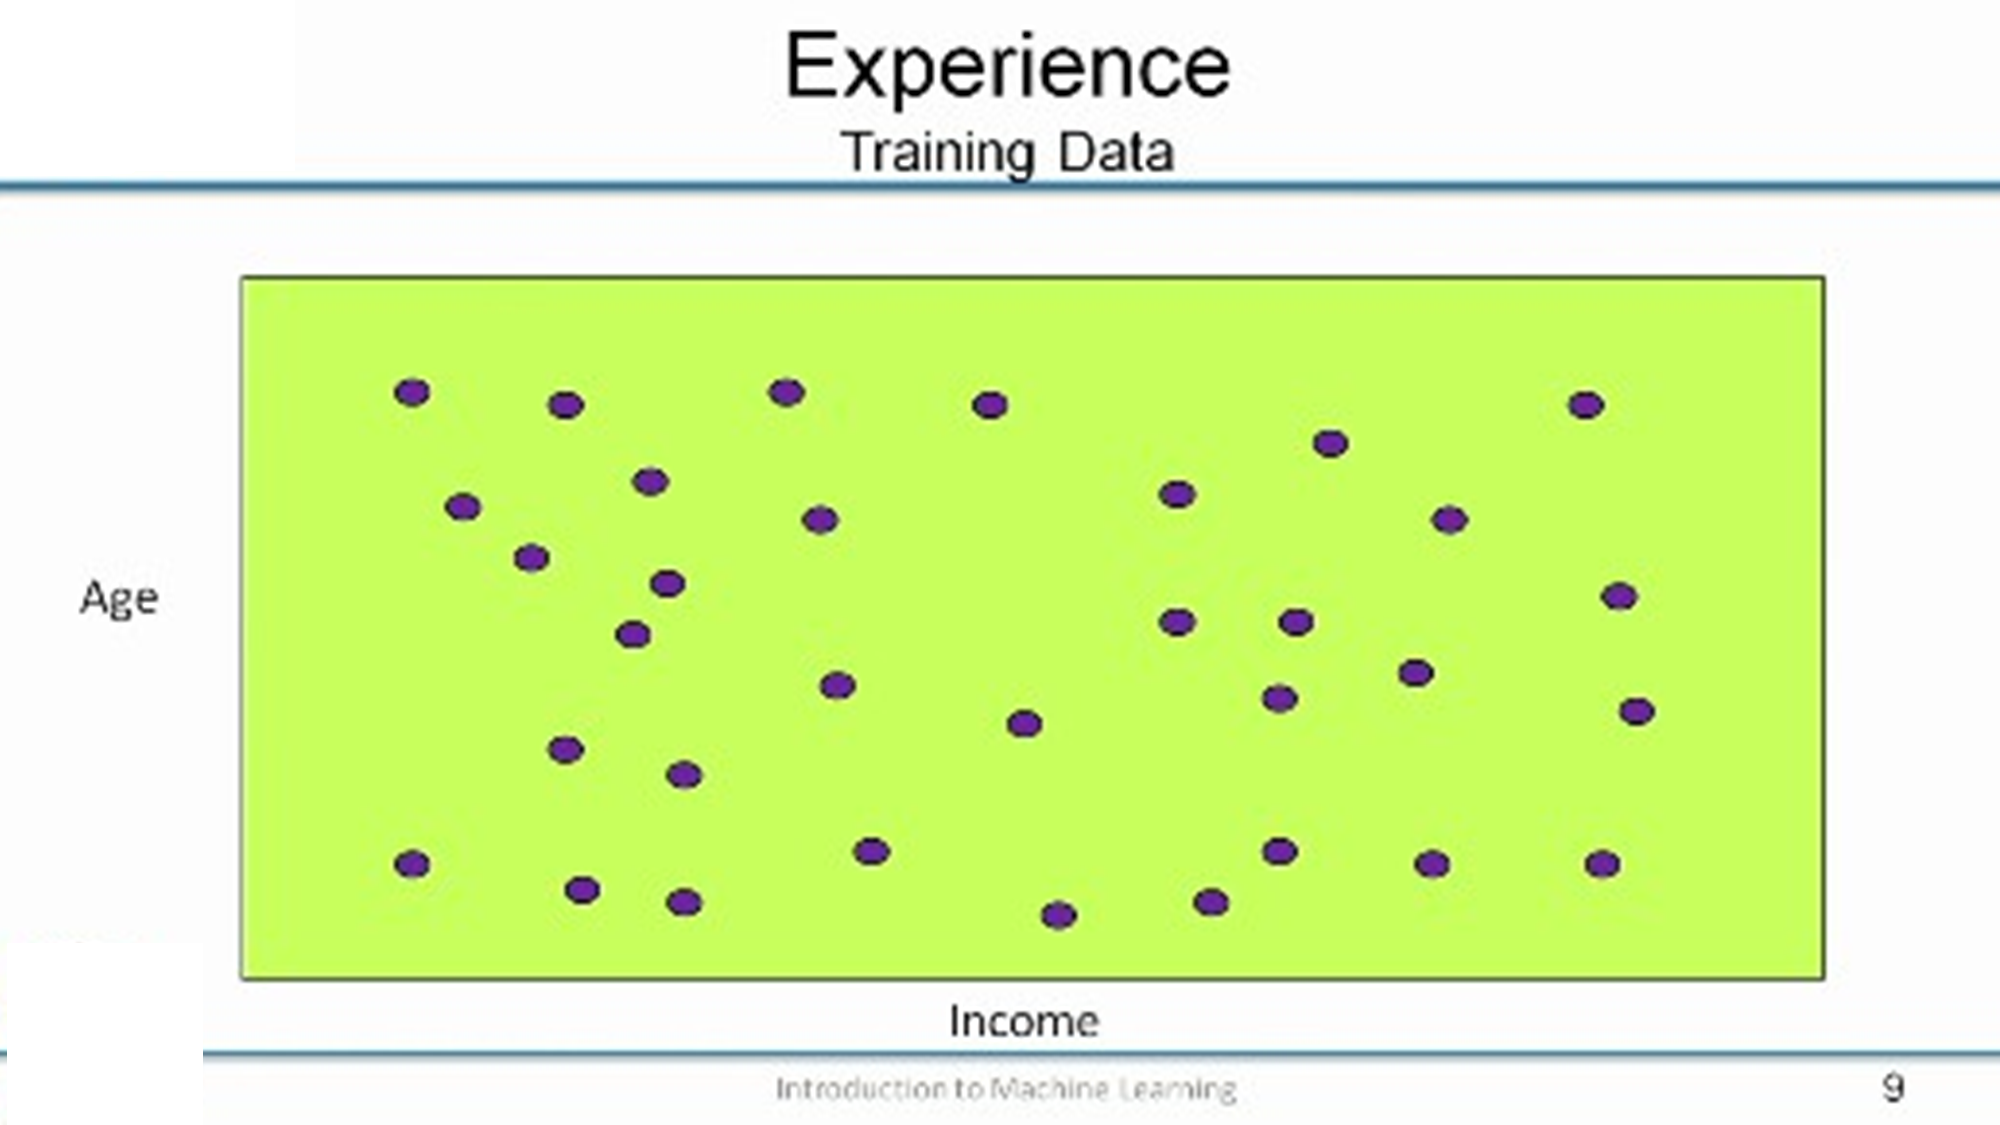 Experience
Training Data
Age
Income
Introduction to Machine Learning
9